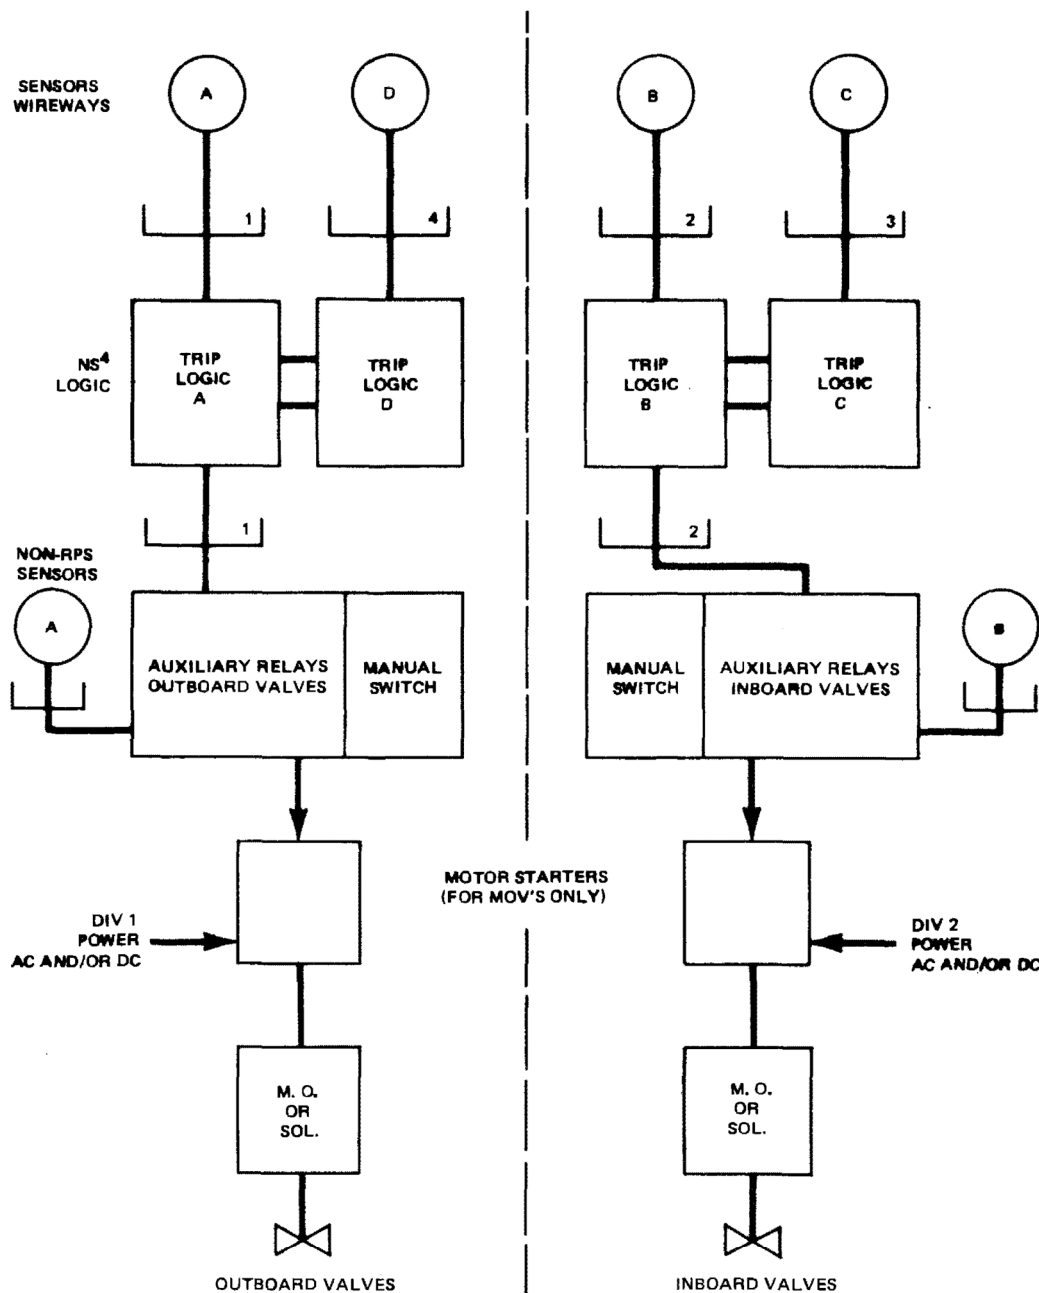 SENSORS
WIREWAYS
A
D
B
C
1
4
2
3
NS⁴
LOGIC
TRIP
LOGIC
A
TRIP
LOGIC
D
TRIP
LOGIC
B
TRIP
LOGIC
C
1
2
NON-RPS
SENSORS
A
AUXILIARY RELAYS
OUTBOARD VALVES
MANUAL
SWITCH
MANUAL
SWITCH
AUXILIARY RELAYS
INBOARD VALVES
B
MOTOR STARTERS
(FOR MOV'S ONLY)
DIV 1
POWER
AC AND/OR DC
DIV 2
POWER
AC AND/OR DC
M. O.
OR
SOL.
M. O.
OR
SOL.
OUTBOARD VALVES
INBOARD VALVES